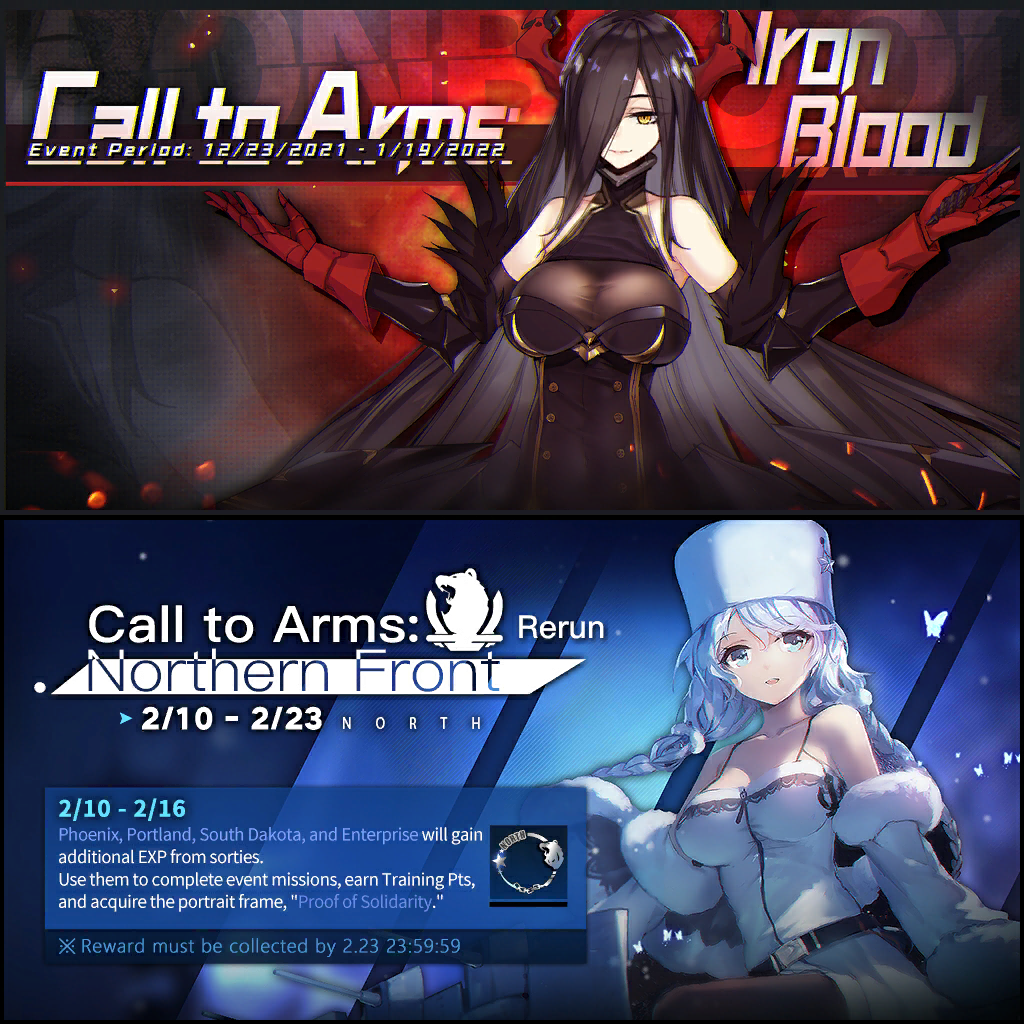 Call to Arms:
Event Period: 12/23/2021 - 1/19/2022
Iron
Blood
Call to Arms:
Rerun
Northern Front
2/10 - 2/23
NORTH
2/10 - 2/16
Phoenix, Portland, South Dakota, and Enterprise will gain
additional EXP from sorties.
Use them to complete event missions, earn Training Pts,
and acquire the portrait frame, "Proof of Solidarity."
NORTH
※ Reward must be collected by 2.23 23:59:59